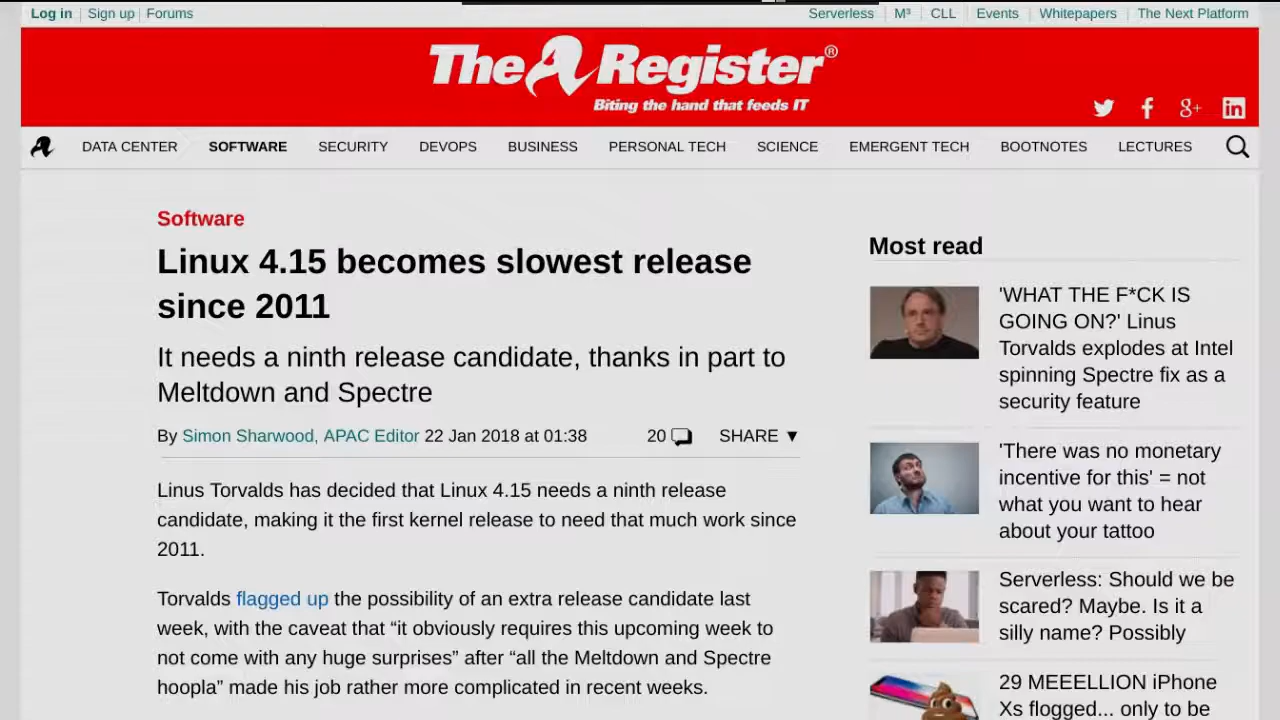 Log in | Sign up | Forums
Serverless | M³ | CLL | Events | Whitepapers | The Next Platform
The Register®
Biting the hand that feeds IT
8+
in
DATA CENTER SOFTWARE SECURITY DEVOPS BUSINESS PERSONAL TECH SCIENCE EMERGENT TECH BOOTNOTES LECTURES
Software
Linux 4.15 becomes slowest release
since 2011
It needs a ninth release candidate, thanks in part to
Meltdown and Spectre
By Simon Sharwood, APAC Editor 22 Jan 2018 at 01:38
20 SHARE ▼
Linus Torvalds has decided that Linux 4.15 needs a ninth release
candidate, making it the first kernel release to need that much work since
2011.
Torvalds flagged up the possibility of an extra release candidate last
week, with the caveat that “it obviously requires this upcoming week to
not come with any huge surprises” after “all the Meltdown and Spectre
hoopla” made his job rather more complicated in recent weeks.
Most read
'WHAT THE F*CK IS
GOING ON?' Linus
Torvalds explodes at Intel
spinning Spectre fix as a
security feature
'There was no monetary
incentive for this' = not
what you want to hear
about your tattoo
Serverless: Should we be
scared? Maybe. Is it a
silly name? Possibly
29 MEEELLION iPhone
Xs flogged... only to be